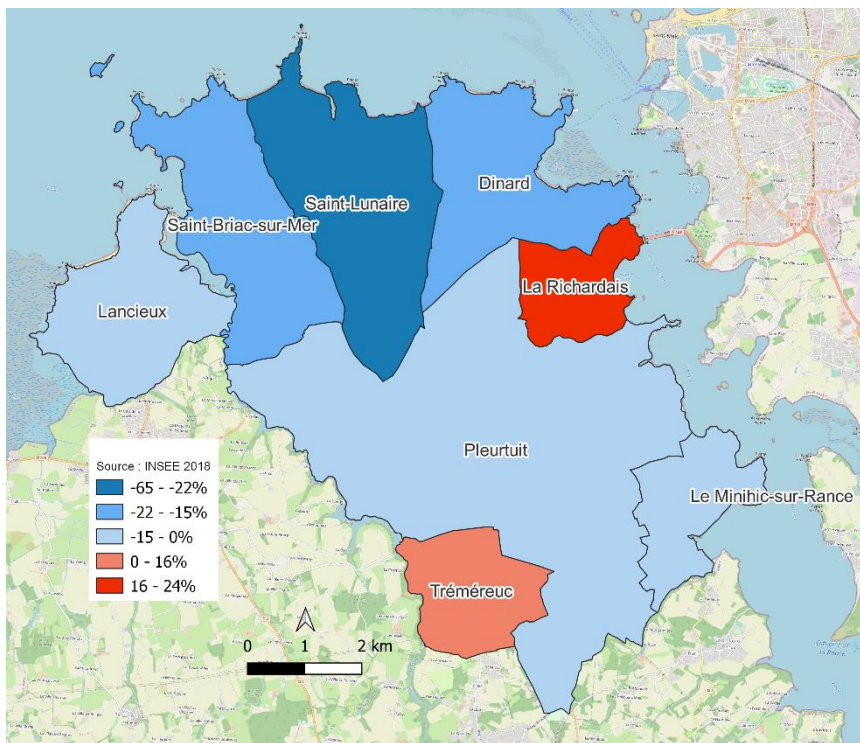 Saint-Lunaire
Dinard
Saint-Briac-sur-Mer
La Richardais
Lancieux
Pleurtuit
Le Minihic-sur-Rance
Tréméreuc
Source : INSEE 2018
-65 - -22%
-22 - -15%
-15 - 0%
0 - 16%
16 - 24%
0 1 2 km